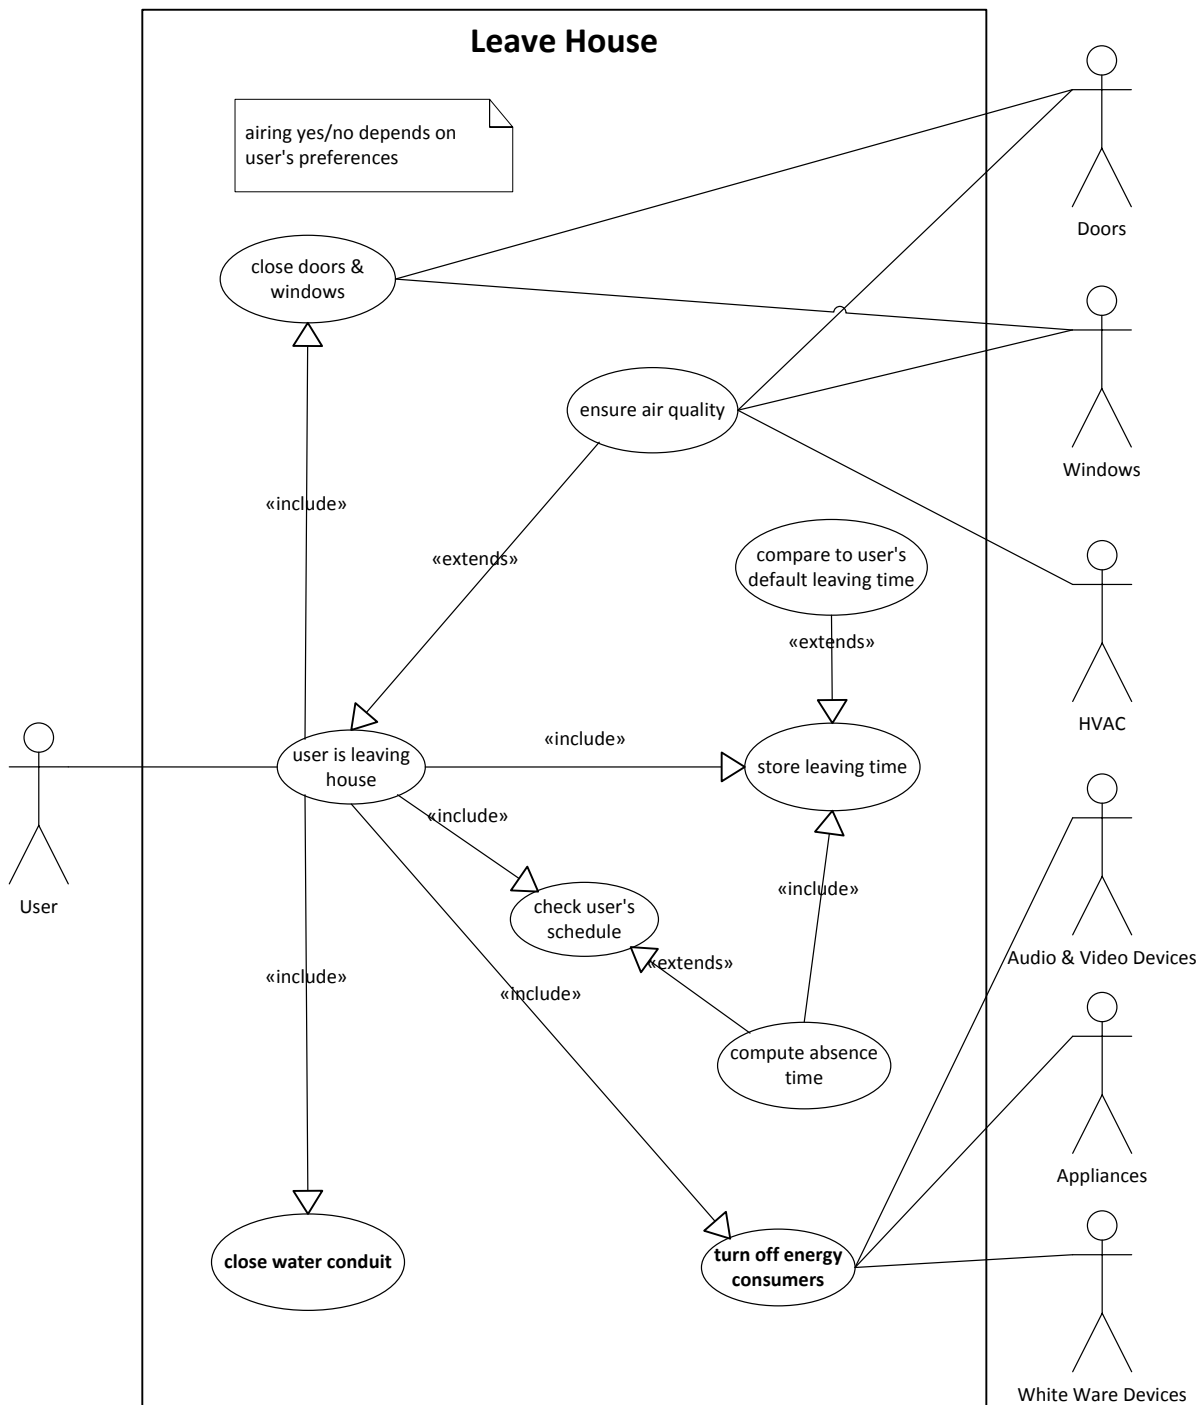 Leave House
airing yes/no depends on
user's preferences
Doors
close doors &
windows
ensure air quality
Windows
«include»
«extends»
compare to user's
default leaving time
«extends»
HVAC
«include»
user is leaving
house
store leaving time
User
«include»
check user's
schedule
«include»
«extends»
Audio & Video Devices
«include»
«include»
compute absence
time
Appliances
close water conduit
turn off energy
consumers
White Ware Devices